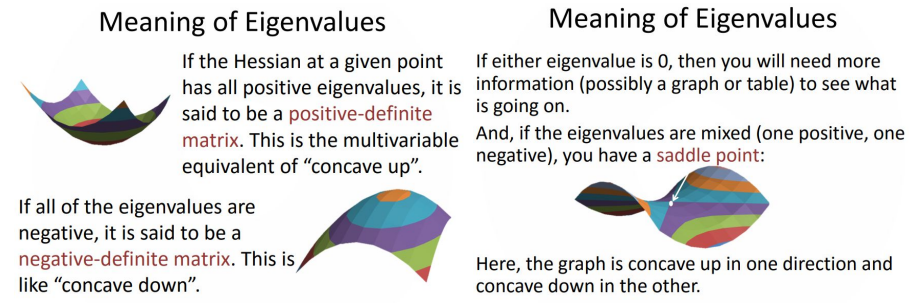 Meaning of Eigenvalues
If the Hessian at a given point
has all positive eigenvalues, it is
said to be a positive-definite
matrix. This is the multivariable
equivalent of “concave up”.
If all of the eigenvalues are
negative, it is said to be a
negative-definite matrix. This is
like “concave down”.
Meaning of Eigenvalues
If either eigenvalue is 0, then you will need more
information (possibly a graph or table) to see what
is going on.
And, if the eigenvalues are mixed (one positive, one
negative), you have a saddle point:
Here, the graph is concave up in one direction and
concave down in the other.